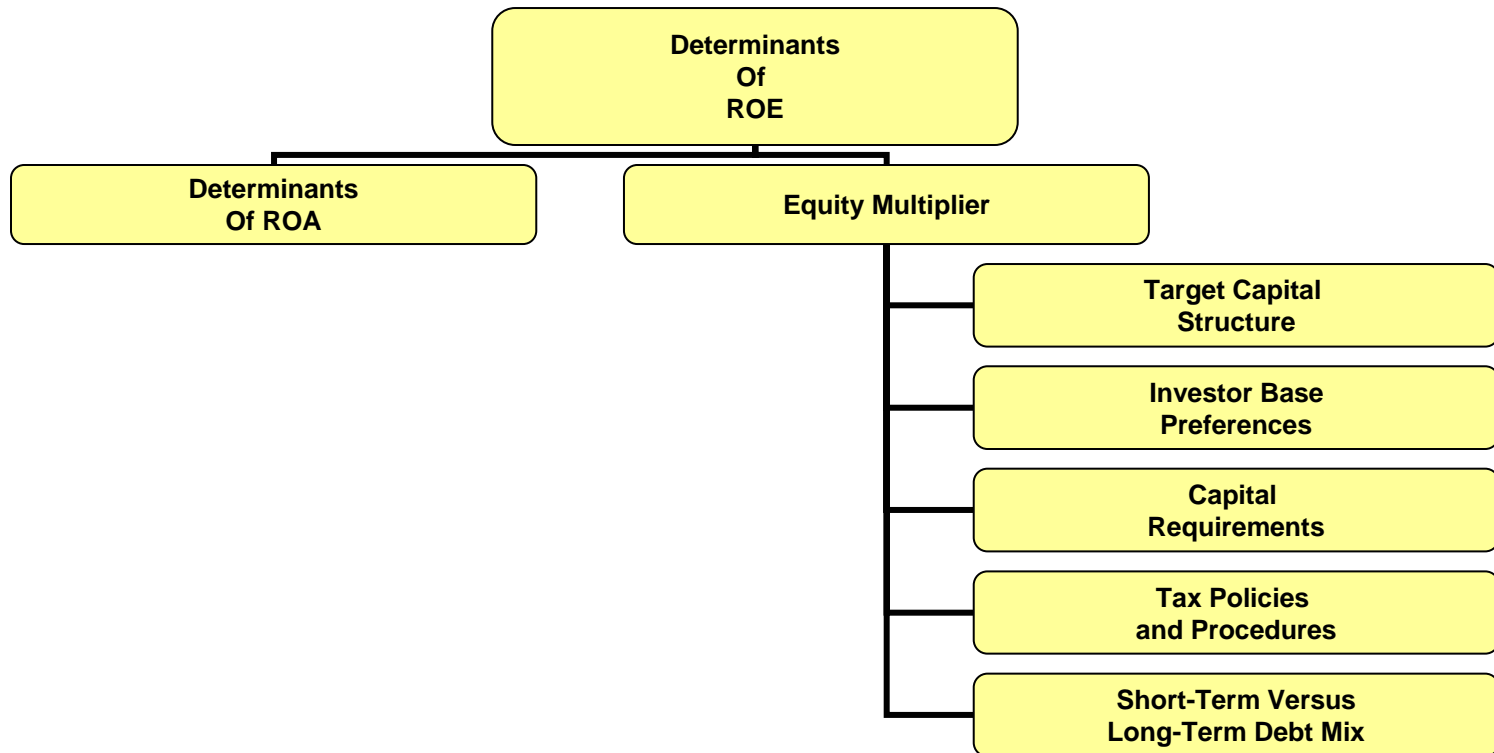 Determinants
Of
ROE
Determinants
Of ROA
Equity Multiplier
Target Capital
Structure
Investor Base
Preferences
Capital
Requirements
Tax Policies
and Procedures
Short-Term Versus
Long-Term Debt Mix